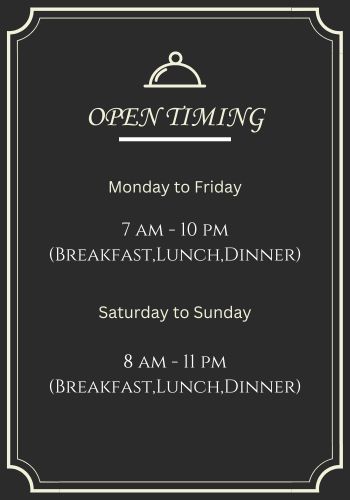 OPEN TIMING
Monday to Friday
7 AM - 10 PM
(Breakfast,Lunch,Dinner)
Saturday to Sunday
8 AM - 11 PM
(Breakfast,Lunch,Dinner)